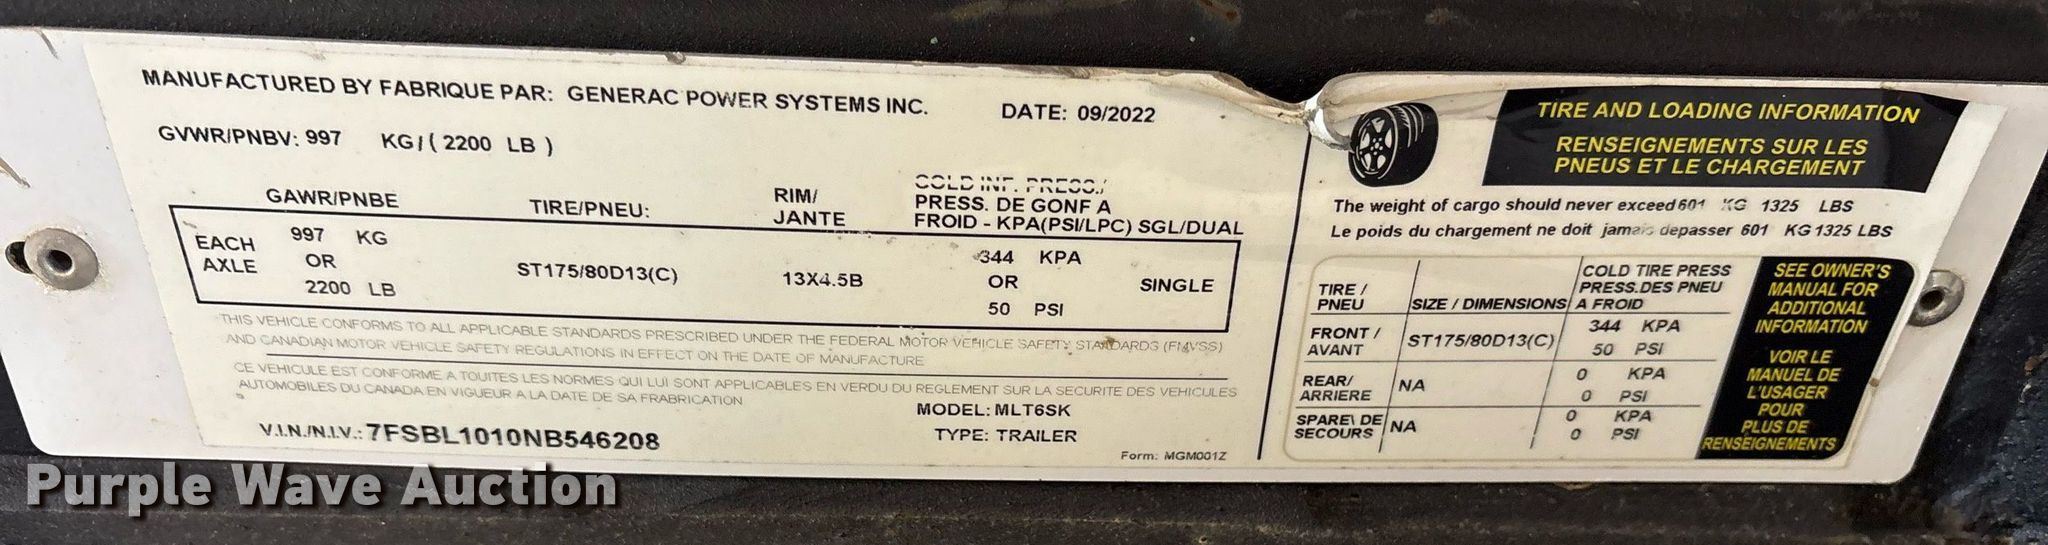 MANUFACTURED BY FABRIQUE PAR: GENERAC POWER SYSTEMS INC. DATE: 09/2022
GVWR/PNBV: 997 KG/(2200 LB)
GAWR/PNBE TIRE/PNEU: RIM/ JANTE COLD INF. PRESS./ PRESS. DE GONF A FROID - KPA(PSI/LPC) SGL/DUAL
EACH AXLE 997 KG OR 2200 LB ST175/80D13(C) 13X4.5B 344 KPA OR 50 PSI SINGLE
THIS VEHICLE CONFORMS TO ALL APPLICABLE STANDARDS PRESCRIBED UNDER THE FEDERAL MOTOR VEHICLE SAFETY STANDARDS (FMVSS)
AND CANADIAN MOTOR VEHICLE SAFETY REGULATIONS IN EFFECT ON THE DATE OF MANUFACTURE
CE VEHICULE EST CONFORME A TOUITES LES NORMES QUI LUI SONT APPLICABLES EN VERDU DU REGLEMENT SUR LA SECURITE DES VEHICULES
AUTOMOBILES DU CANADA EN VIGUEUR A LA DATE DE SA FRABRICATION
MODEL: MLT6SK
V.I.N./N.I.V.: 7FSBL1010NB546208 TYPE: TRAILER
Form: MGM001Z
TIRE AND LOADING INFORMATION
RENSEIGNEMENTS SUR LES
PNEUS ET LE CHARGEMENT
The weight of cargo should never exceed 601 KG 1325 LBS
Le poids du chargement ne doit jamais depasser 601 KG 1325 LBS
TIRE / PNEU SIZE / DIMENSIONS COLD TIRE PRESS PRESS.DES PNEU A FROID
FRONT / AVANT ST175/80D13(C) 344 KPA 50 PSI
REAR/ ARRIERE NA 0 KPA 0 PSI
SPARE\ DE SECOURS NA 0 KPA 0 PSI
SEE OWNER'S
MANUAL FOR
ADDITIONAL
INFORMATION
VOIR LE
MANUEL DE
L'USAGER
POUR
PLUS DE
RENSEIGNEMENTS
Purple Wave Auction